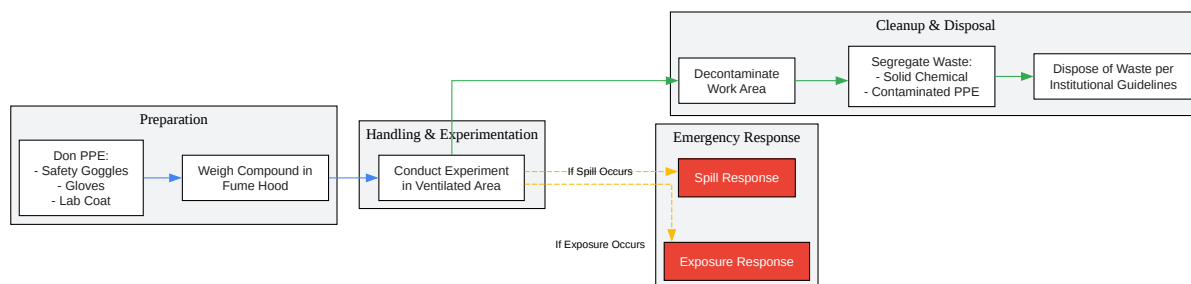 Preparation
Don PPE:
- Safety Goggles
- Gloves
- Lab Coat
Weigh Compound in
Fume Hood
Handling & Experimentation
Conduct Experiment
in Ventilated Area
If Spill Occurs
If Exposure Occurs
Emergency Response
Spill Response
Exposure Response
Cleanup & Disposal
Decontaminate
Work Area
Segregate Waste:
- Solid Chemical
- Contaminated PPE
Dispose of Waste per
Institutional Guidelines